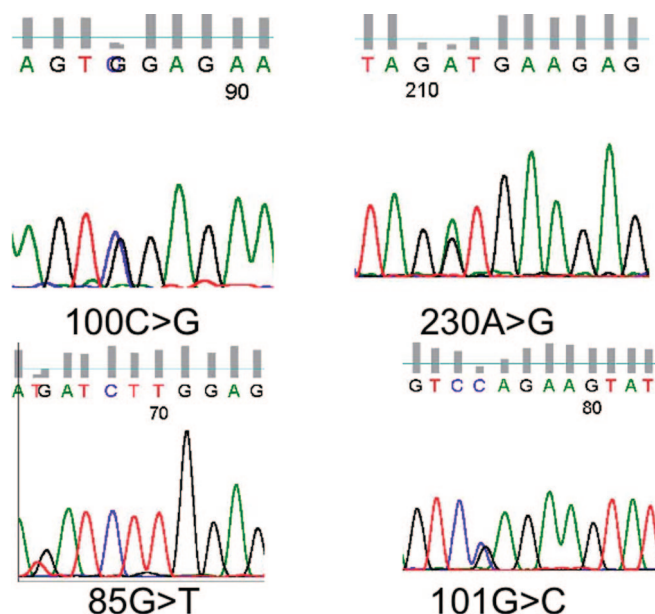 A G T C G G A G A A
90
100C>G
T A G A T G A A G A G
210
230A>G
A T G A T C T T G G A G
70
85G>T
G T C C A G A A G T A T
80
101G>C